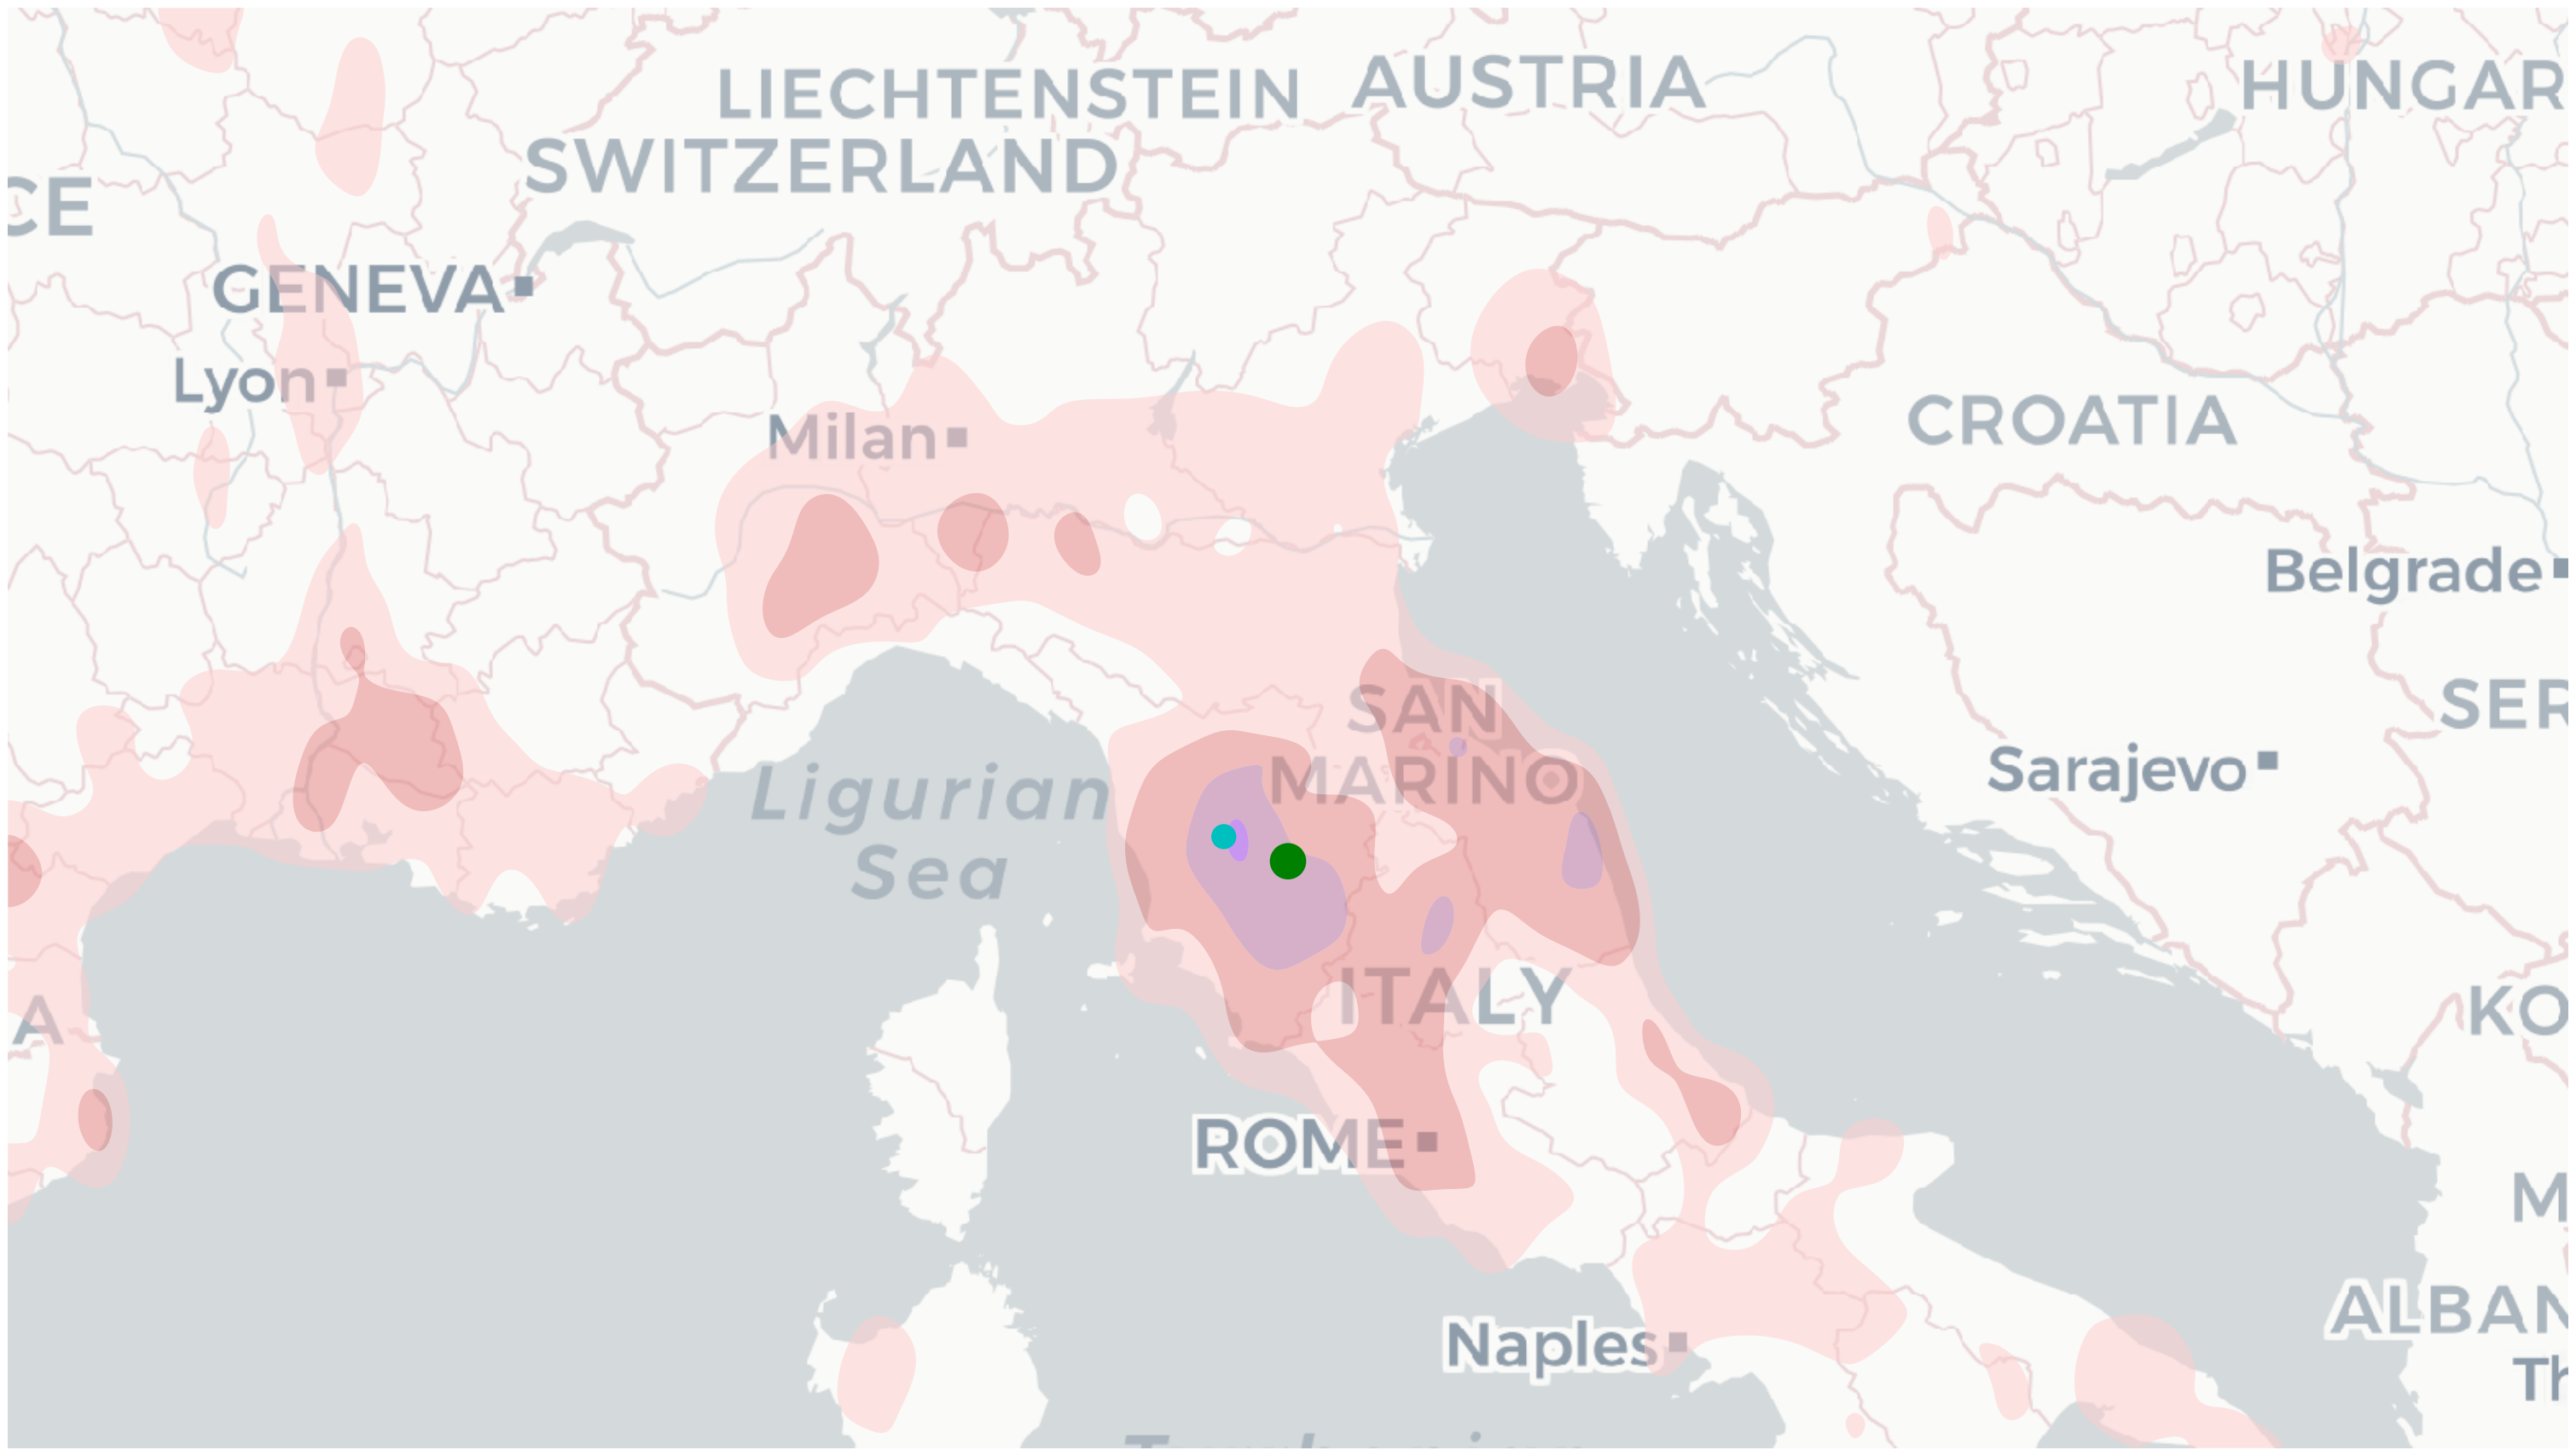 LIECHTENSTEIN
AUSTRIA
HUNGAR
SWITZERLAND
CE
GENEVA
Lyon
Milan
CROATIA
Belgrade
SAN
MARINO
SER
Sarajevo
Ligurian
Sea
ITALY
A
KO
ROME
M
Naples
ALBAN
Th